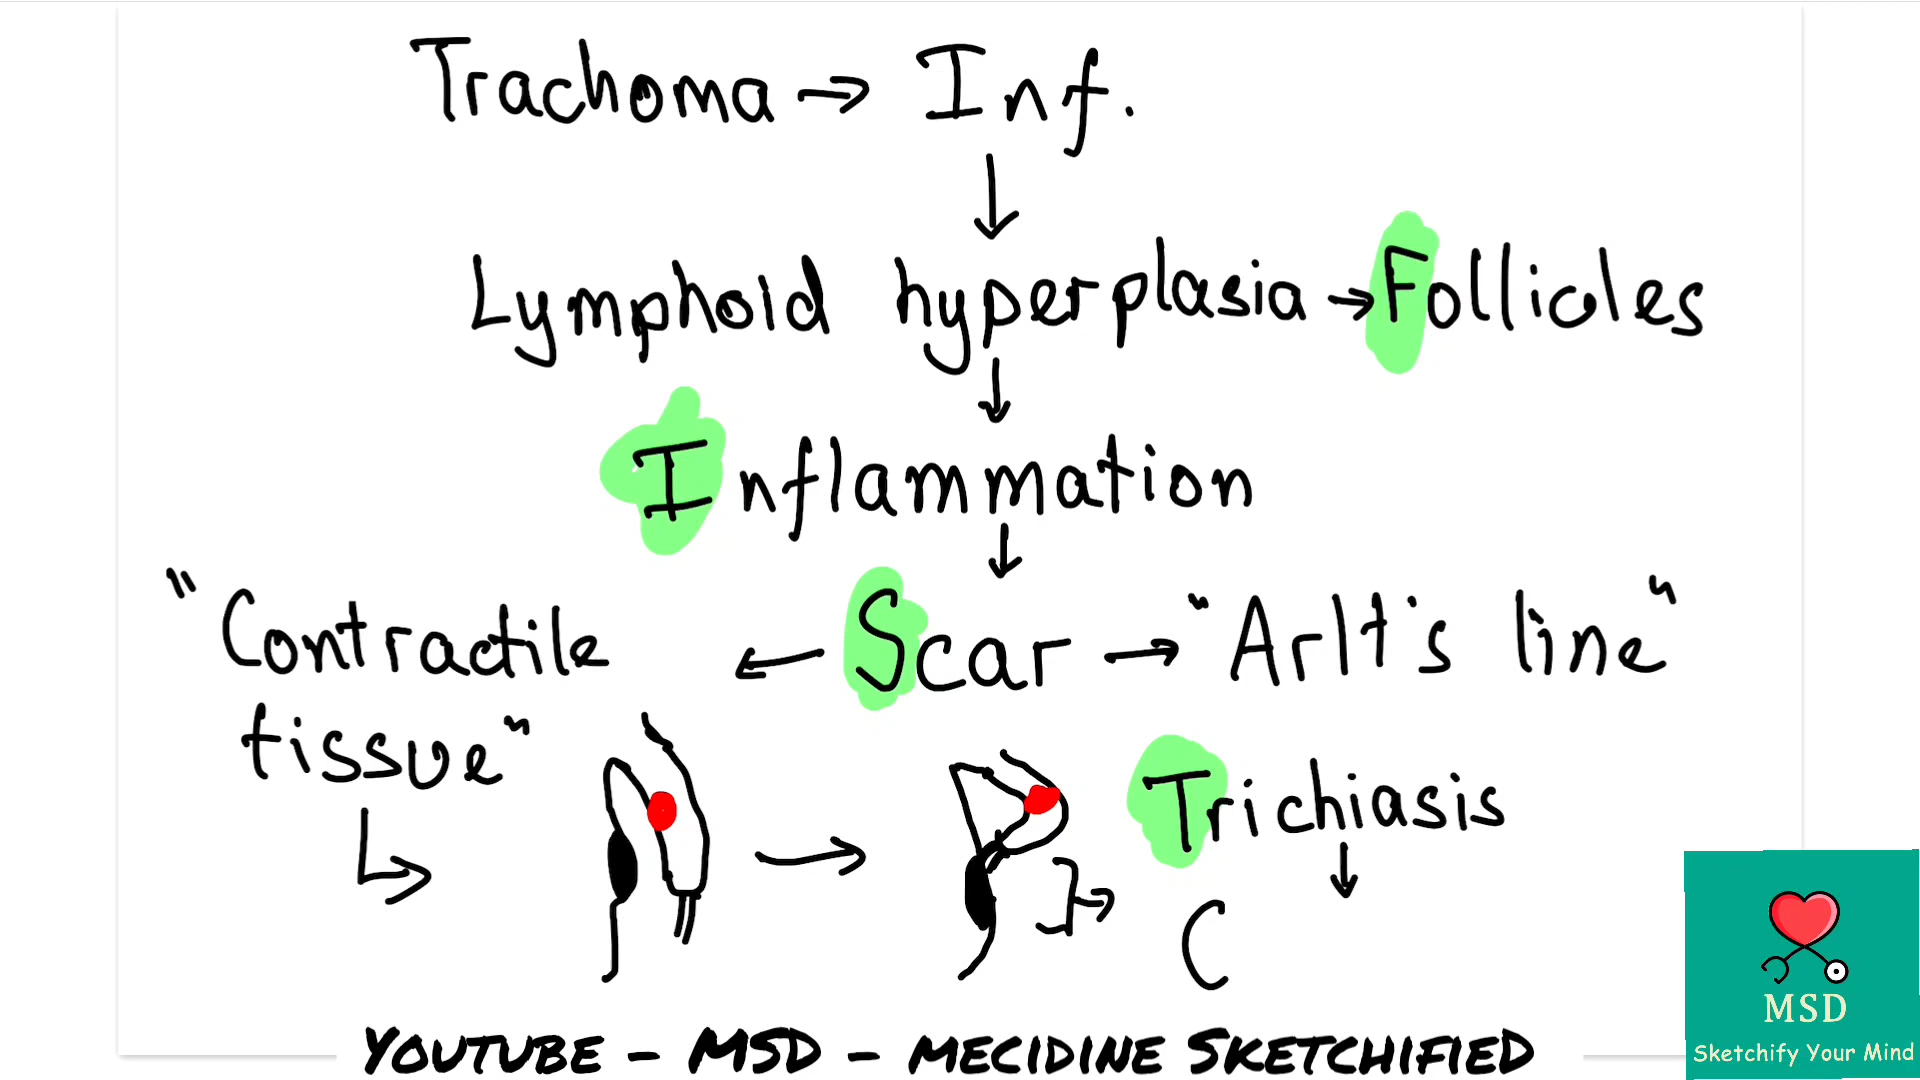 Trachoma → Inf.
Lymphoid hyperplasia → Follicles
Inflammation
"Contractile tissue" ← Scar → "Arlt's line"
Trichiasis
C
MSD
Sketchify Your Mind
YOUTUBE - MSD - MECIDINE SKETCHIFIED